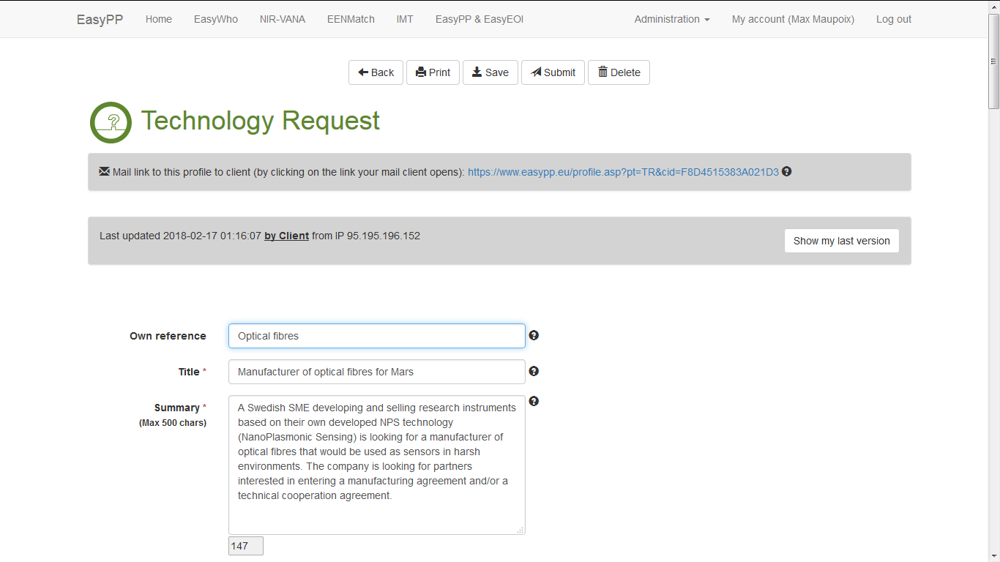 EasyPP Home EasyWho NIR-VANA EENMatch IMT EasyPP & EasyEOI Administration My account (Max Maupoix) Log out
Back Print Save Submit Delete
Technology Request
Mail link to this profile to client (by clicking on the link your mail client opens): https://www.easypp.eu/profile.asp?pt=TR&cid=F8D4515383A021D3
Last updated 2018-02-17 01:16:07 by Client from IP 95.195.196.152
Show my last version
Own reference Optical fibres
Title * Manufacturer of optical fibres for Mars
Summary *
(Max 500 chars)
A Swedish SME developing and selling research instruments
based on their own developed NPS technology
(NanoPlasmonic Sensing) is looking for a manufacturer of
optical fibres that would be used as sensors in harsh
environments. The company is looking for partners
interested in entering a manufacturing agreement and/or a
technical cooperation agreement.
147